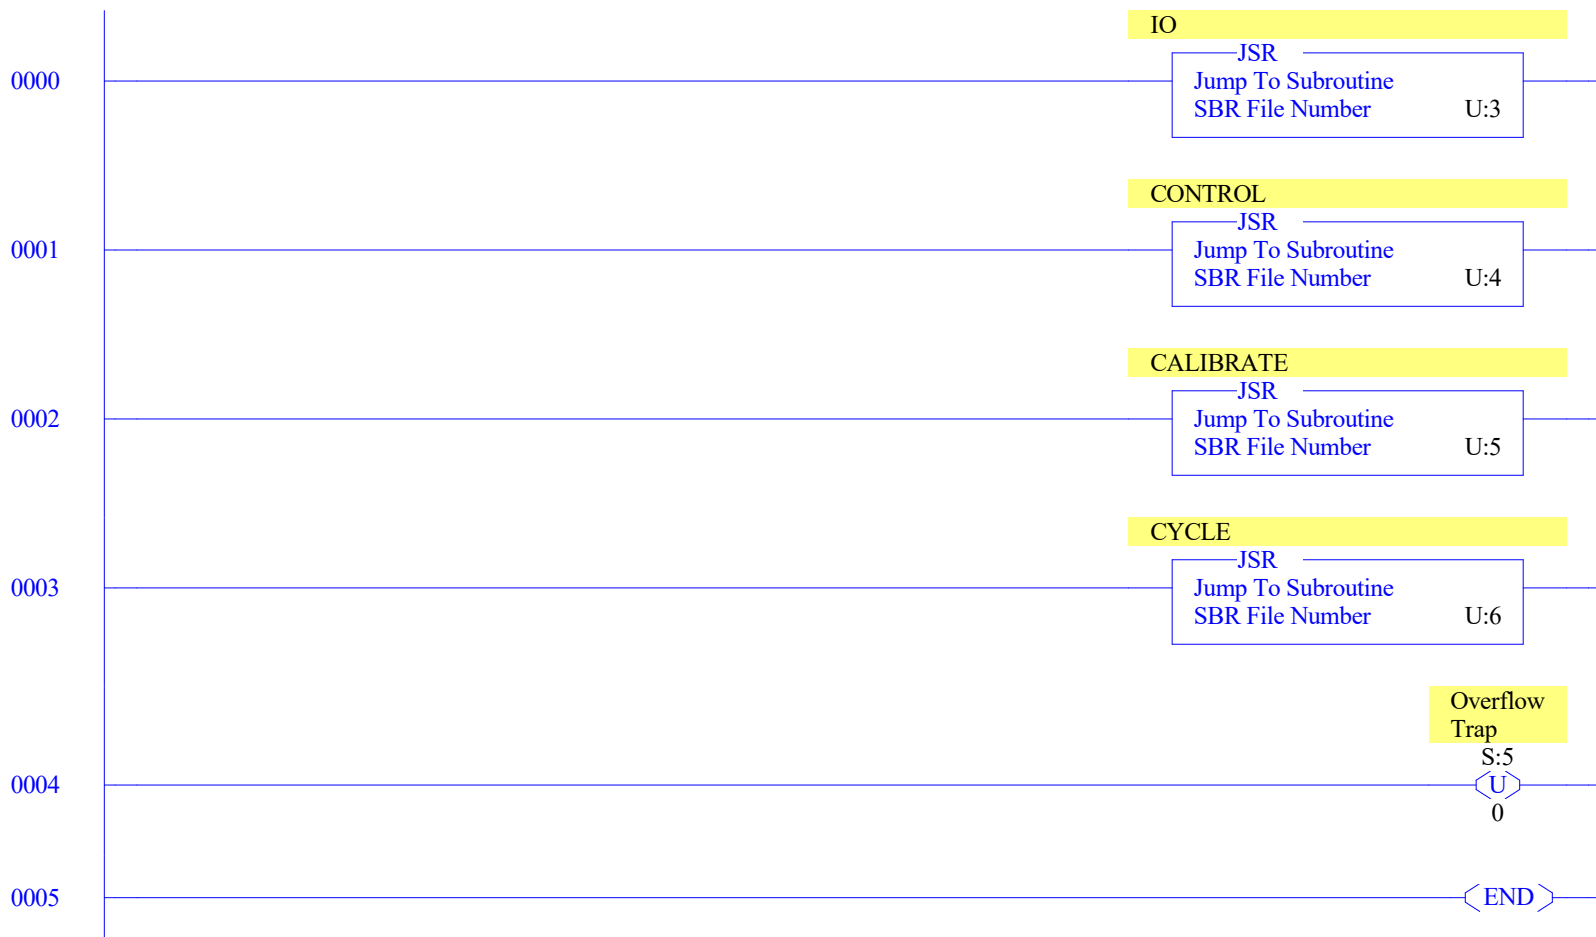 IO
JSR
0000
Jump To Subroutine
SBR File Number U:3
CONTROL
JSR
0001
Jump To Subroutine
SBR File Number U:4
CALIBRATE
JSR
0002
Jump To Subroutine
SBR File Number U:5
CYCLE
JSR
0003
Jump To Subroutine
SBR File Number U:6
Overflow
Trap
S:5
0004
U
0
0005
END